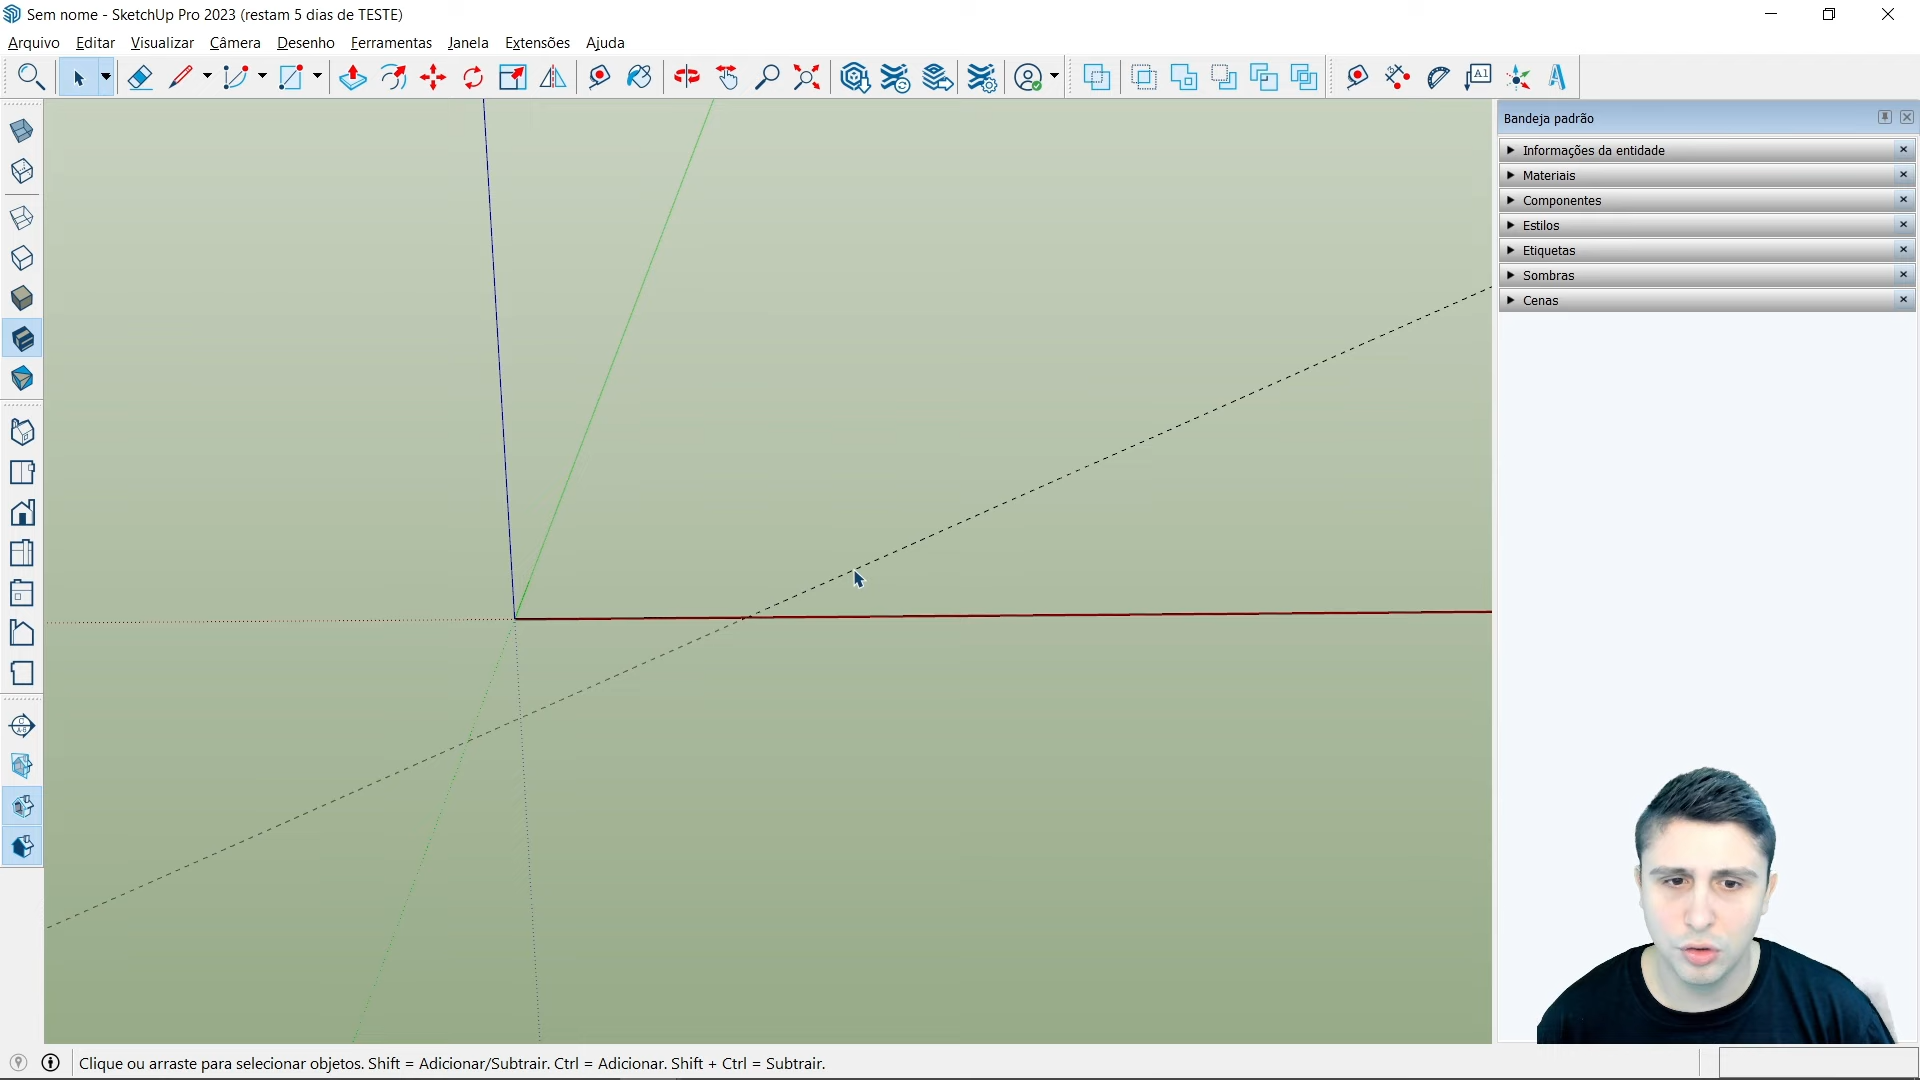 Sem nome - SketchUp Pro 2023 (restam 5 dias de TESTE)
Arquivo Editar Visualizar Câmera Desenho Ferramentas Janela Extensões Ajuda
A1
Bandeja padrão
Informações da entidade
Materiais
Componentes
Estilos
Etiquetas
Sombras
Cenas
Clique ou arraste para selecionar objetos. Shift = Adicionar/Subtrair. Ctrl = Adicionar. Shift + Ctrl = Subtrair.